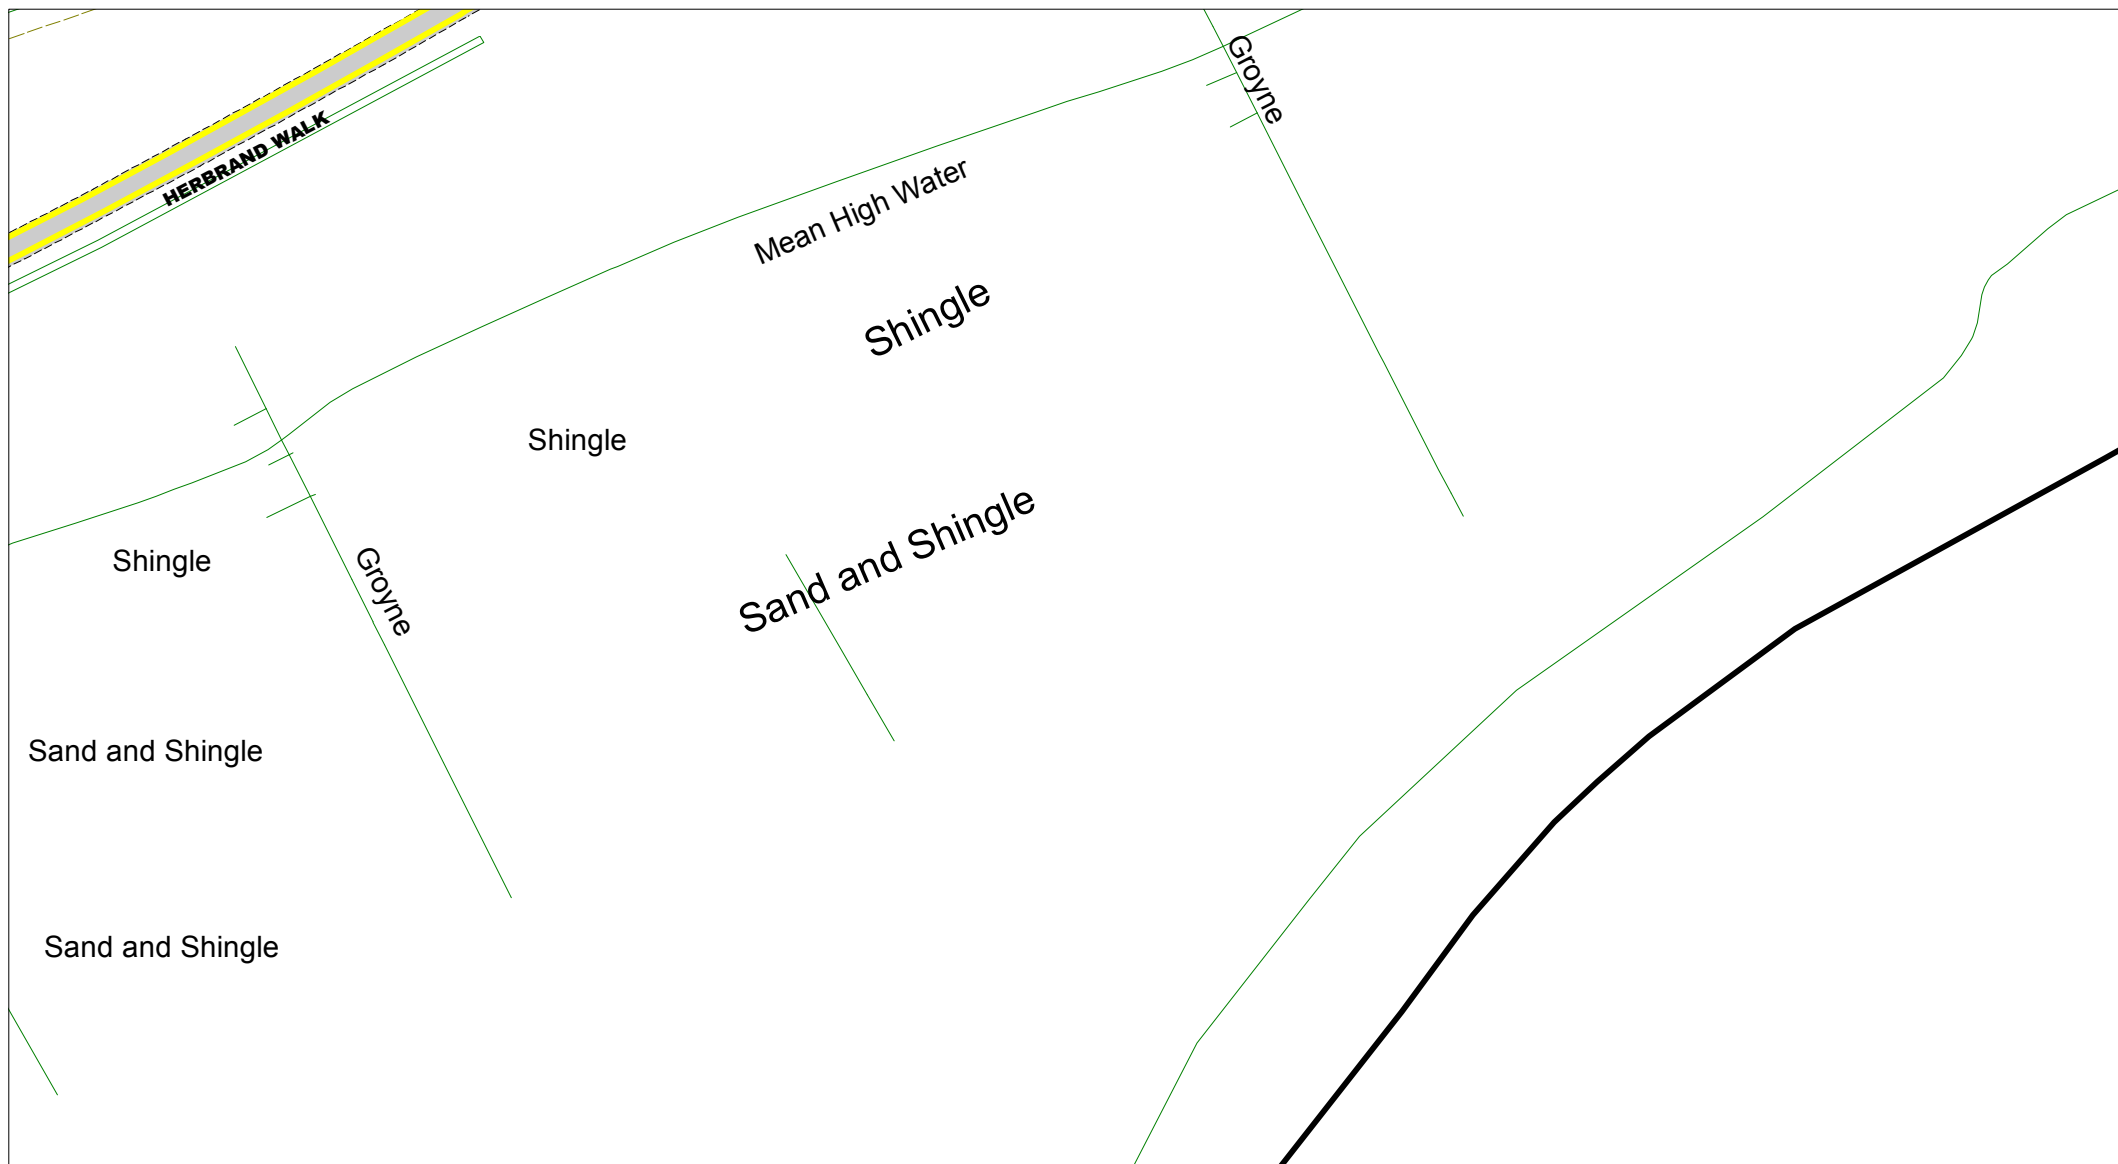 Groyne
HERBRAND WALK
Mean High Water
Shingle
Shingle
Sand and Shingle
Shingle
Groyne
Sand and Shingle
Sand and Shingle